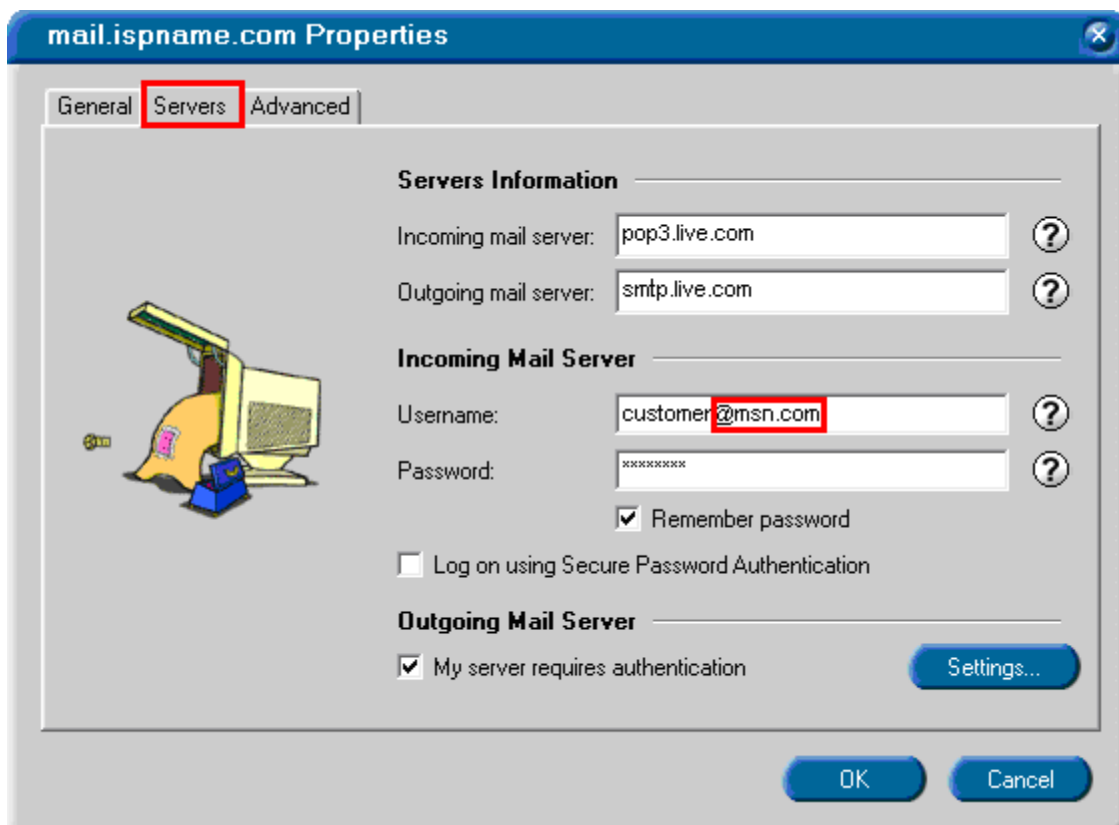 mail.ispname.com Properties
General Servers Advanced
Servers Information
Incoming mail server: pop3.live.com ?
Outgoing mail server: smtp.live.com ?
Incoming Mail Server
Username: customer@msn.com ?
Password: ******** ?
Remember password
Log on using Secure Password Authentication
Outgoing Mail Server
My server requires authentication Settings...
OK Cancel